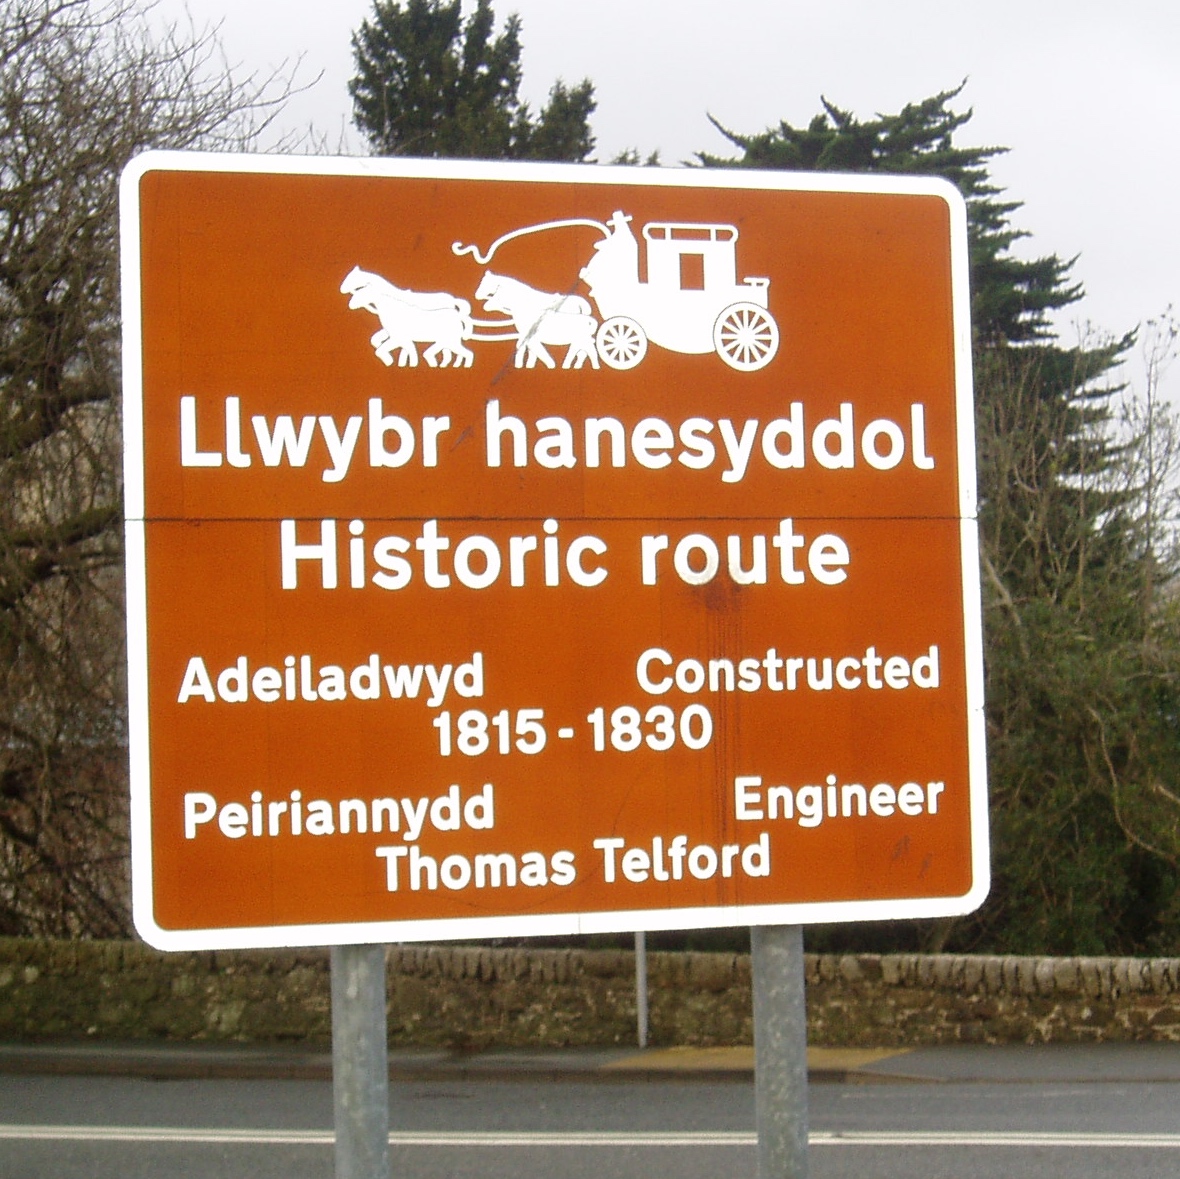 Llwybr hanesyddol
Historic route
Adeiladwyd Constructed
1815 - 1830
Peiriannydd Engineer
Thomas Telford